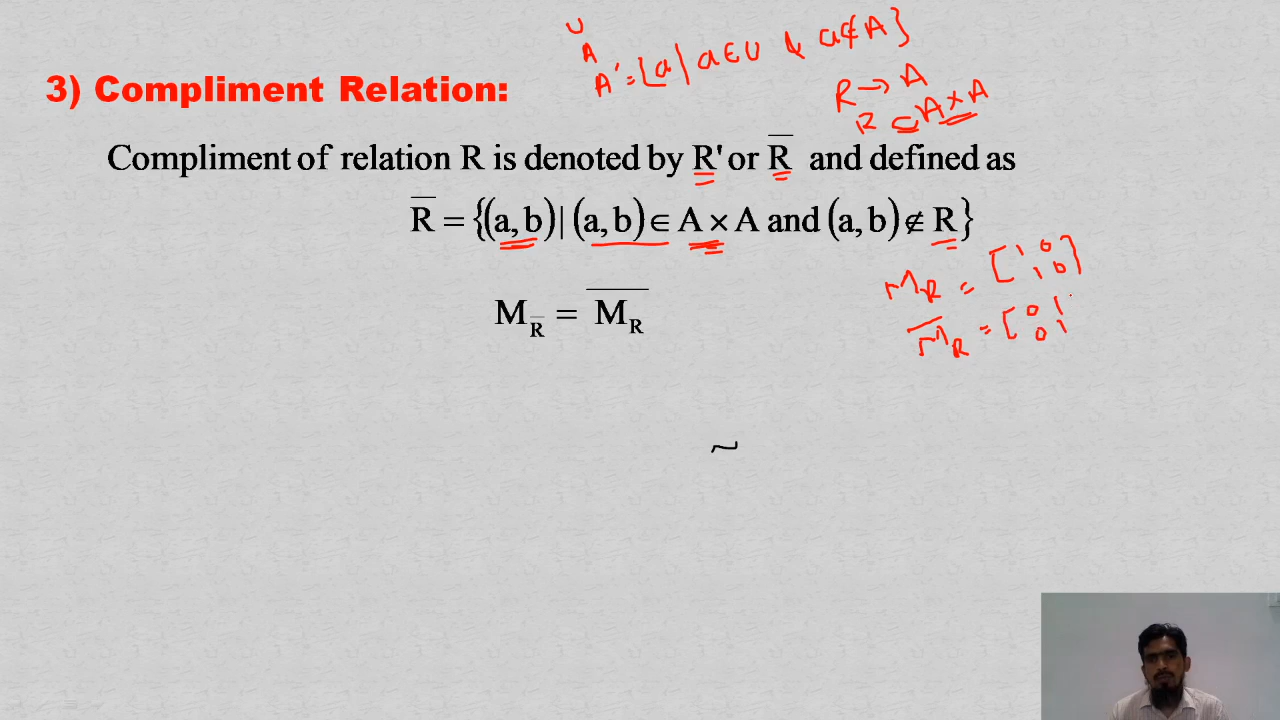 U
A
A' = {a | a ∈ U & a ∉ A}
3) Compliment Relation:
R → A
R ⊆ A × A
Compliment of relation R is denoted by R' or R̅ and defined as
R̅ = {(a, b) | (a, b) ∈ A × A and (a, b) ∉ R}
M_R = [1 0
1 0]
M_R̅ = M̅_R̅
M̅_R = [0 1
0 1
~